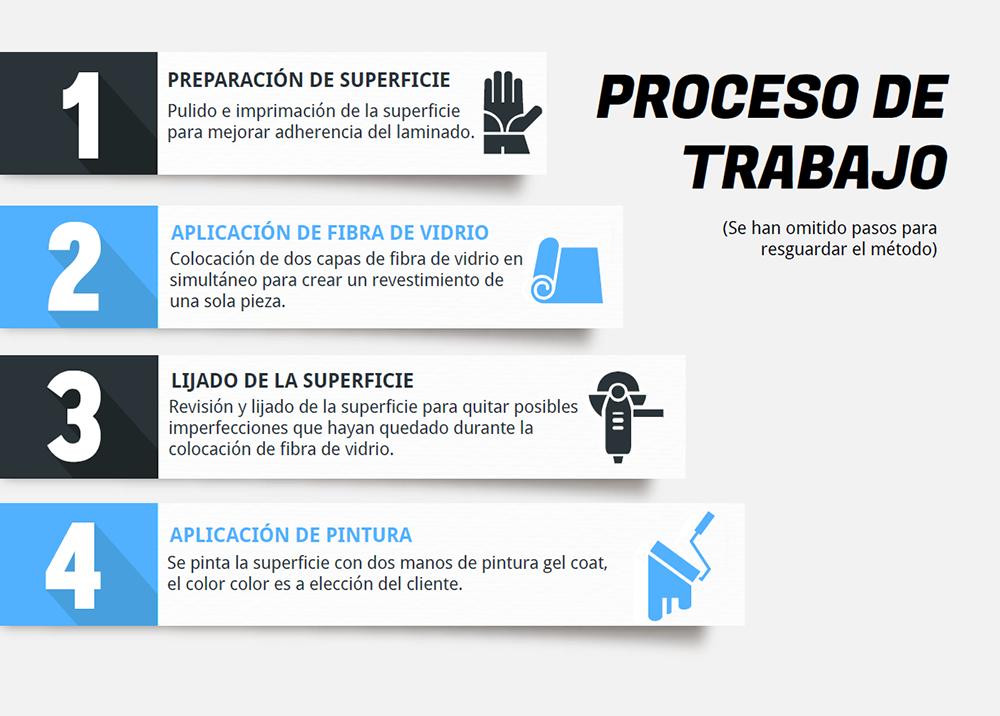 PROCESO DE
TRABAJO
(Se han omitido pasos para
resguardar el método)
1
PREPARACIÓN DE SUPERFICIE
Pulido e imprimación de la superficie
para mejorar adherencia del laminado.
2
APLICACIÓN DE FIBRA DE VIDRIO
Colocación de dos capas de fibra de vidrio en
simultáneo para crear un revestimiento de
una sola pieza.
3
LIJADO DE LA SUPERFICIE
Revisión y lijado de la superficie para quitar posibles
imperfecciones que hayan quedado durante la
colocación de fibra de vidrio.
4
APLICACIÓN DE PINTURA
Se pinta la superficie con dos manos de pintura gel coat,
el color color es a elección del cliente.